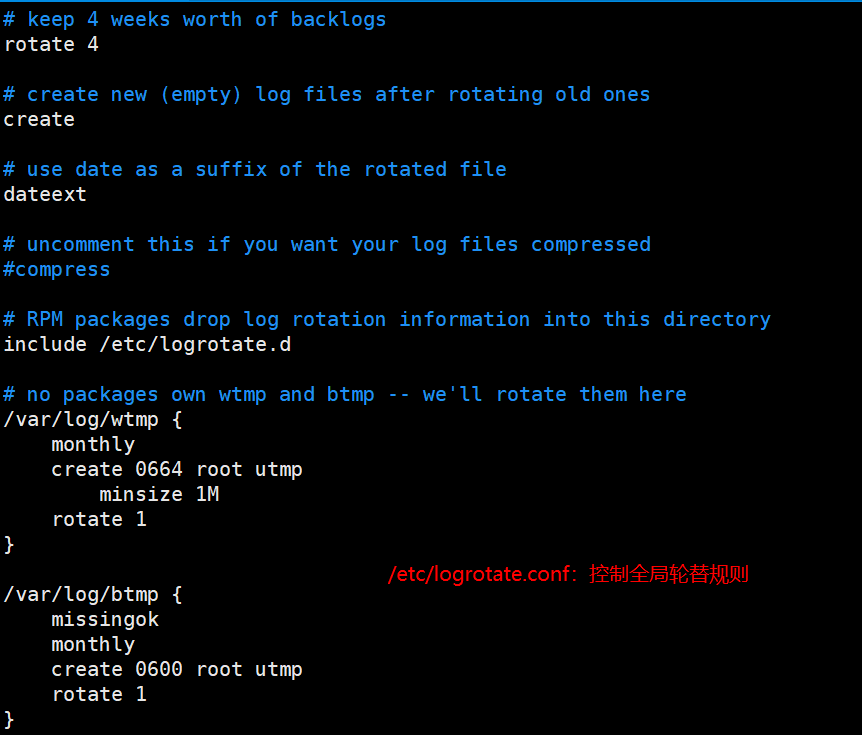 # keep 4 weeks worth of backlogs
rotate 4
# create new (empty) log files after rotating old ones
create
# use date as a suffix of the rotated file
dateext
# uncomment this if you want your log files compressed
#compress
# RPM packages drop log rotation information into this directory
include /etc/logrotate.d
# no packages own wtmp and btmp -- we'll rotate them here
/var/log/wtmp {
    monthly
    create 0664 root utmp
        minsize 1M
    rotate 1
}
/etc/logrotate.conf：控制全局轮替规则
/var/log/btmp {
    missingok
    monthly
    create 0600 root utmp
    rotate 1
}